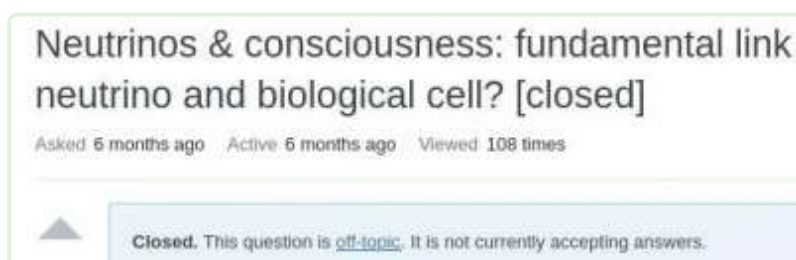 Neutrinos & consciousness: fundamental link
neutrino and biological cell? [closed]
Asked 6 months ago Active 6 months ago Viewed 108 times
Closed. This question is off-topic. It is not currently accepting answers.